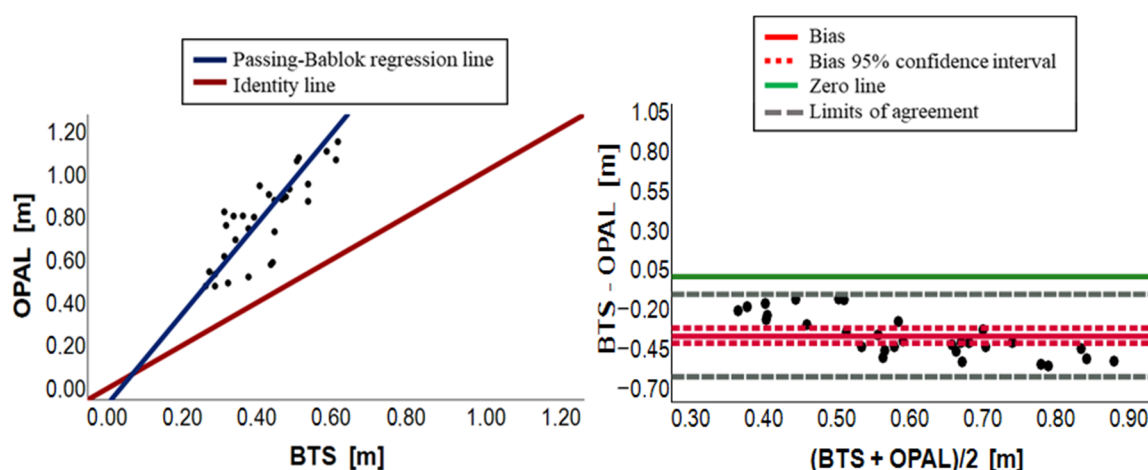 Passing-Bablok regression line
Identity line
OPAL [m]
1.20
1.00
0.80
0.60
0.40
0.20
0.00
0.00 0.20 0.40 0.60 0.80 1.00 1.20
BTS [m]
Bias
Bias 95% confidence interval
Zero line
Limits of agreement
BTS - OPAL [m]
1.05
0.80
0.55
0.30
0.05
−0.20
−0.45
−0.70
0.30 0.40 0.50 0.60 0.70 0.80 0.90
(BTS + OPAL)/2 [m]